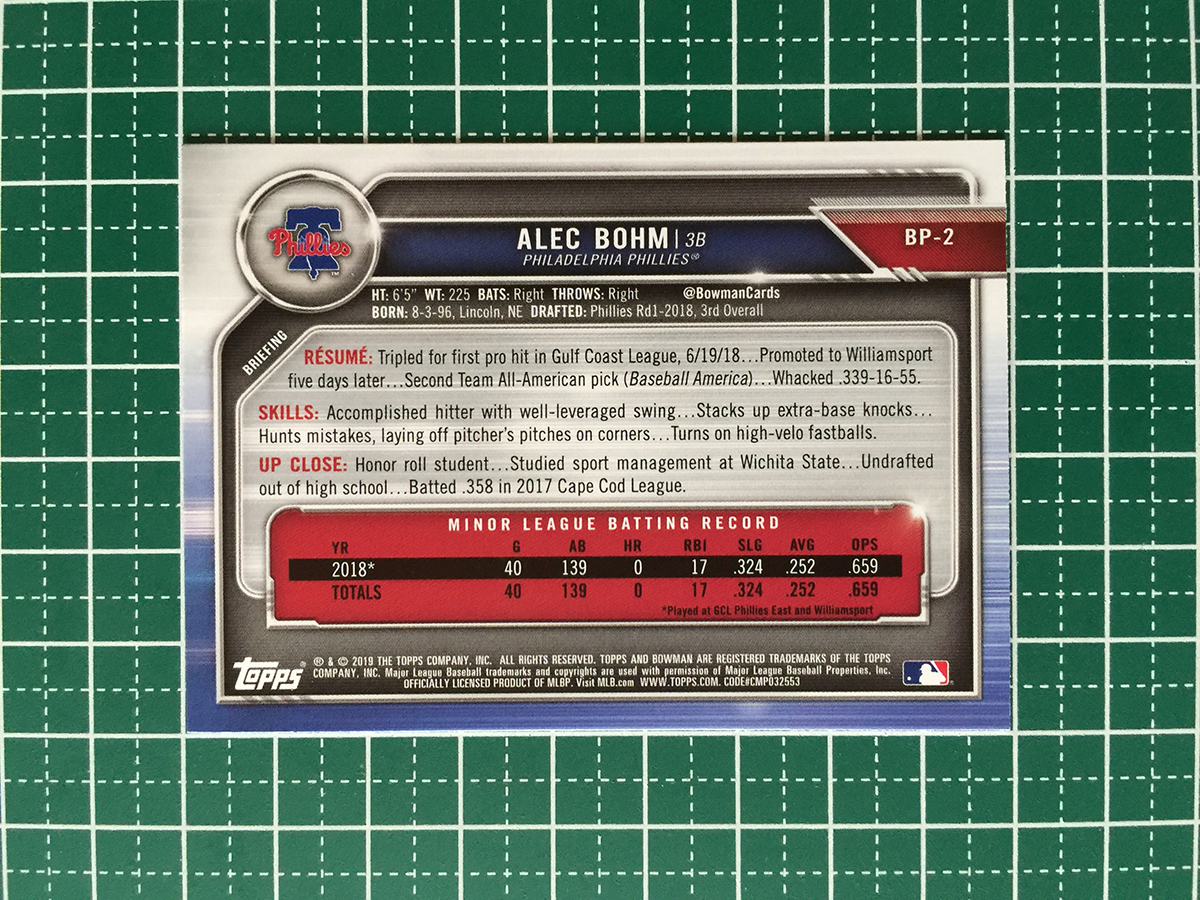 Phillies
TM
ALEC BOHM | 3B
PHILADELPHIA PHILLIES®
BP-2
HT: 6'5" WT: 225 BATS: Right THROWS: Right @BowmanCards
BORN: 8-3-96, Lincoln, NE DRAFTED: Phillies Rd1-2018, 3rd Overall
BRIEFING
RÉSUMÉ: Tripled for first pro hit in Gulf Coast League, 6/19/18...Promoted to Williamsport
five days later...Second Team All-American pick (Baseball America)...Whacked .339-16-55.
SKILLS: Accomplished hitter with well-leveraged swing...Stacks up extra-base knocks...
Hunts mistakes, laying off pitcher's pitches on corners...Turns on high-velo fastballs.
UP CLOSE: Honor roll student...Studied sport management at Wichita State...Undrafted
out of high school...Batted .358 in 2017 Cape Cod League.
MINOR LEAGUE BATTING RECORD
YR G AB HR RBI SLG AVG OPS
2018* 40 139 0 17 .324 .252 .659
TOTALS 40 139 0 17 .324 .252 .659
*Played at GCL Phillies East and Williamsport
Topps®
® & © 2019 THE TOPPS COMPANY, INC. ALL RIGHTS RESERVED. TOPPS AND BOWMAN ARE REGISTERED TRADEMARKS OF THE TOPPS
COMPANY, INC. Major League Baseball trademarks and copyrights are used with permission of Major League Baseball Properties, Inc.
OFFICIALLY LICENSED PRODUCT OF MLBP. Visit MLB.com WWW.TOPPS.COM. CODE#CMP032553